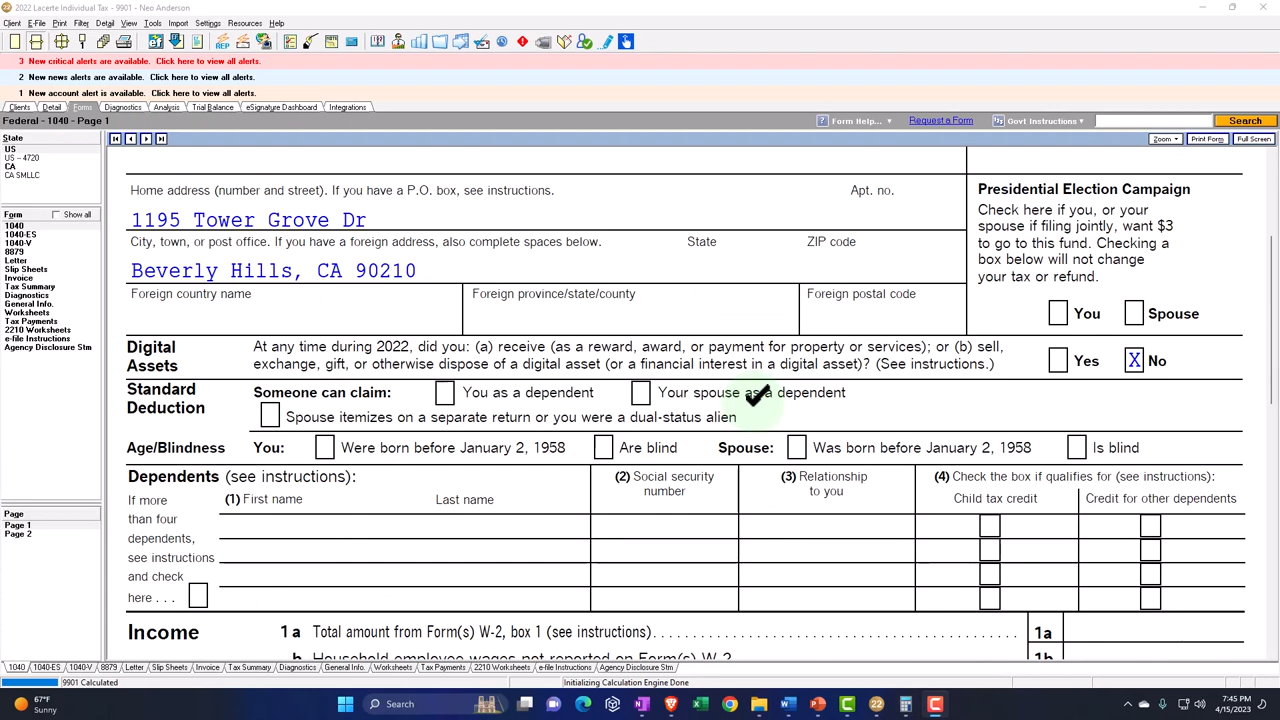 2022 Lacerte Individual Tax - 9901 - Neo Anderson
Client E-File Print Filter Detail View Tools Import Settings Resources Help
REP
3 New critical alerts are available. Click here to view all alerts.
2 New news alerts are available. Click here to view all alerts.
1 New account alert is available. Click here to view all alerts.
Clients Detail Forms Diagnostics Analysis Trial Balance eSignature Dashboard Integrations
Federal - 1040 - Page 1
Form Help... Request a Form Govt Instructions Search
Zoom Print Form Full Screen
State
US
US - 4720
CA
CA SMLLC
Form Show all
1040
1040-ES
1040-V
8879
Letter
Slip Sheets
Invoice
Tax Summary
Diagnostics
General Info.
Worksheets
Tax Payments
2210 Worksheets
e-file Instructions
Agency Disclosure Stm
Page
Page 1
Page 2
Home address (number and street). If you have a P.O. box, see instructions. Apt. no.
1195 Tower Grove Dr
City, town, or post office. If you have a foreign address, also complete spaces below. State ZIP code
Beverly Hills, CA 90210
Foreign country name Foreign province/state/county Foreign postal code
Presidential Election Campaign
Check here if you, or your
spouse if filing jointly, want $3
to go to this fund. Checking a
box below will not change
your tax or refund.
You Spouse
Digital
Assets
At any time during 2022, did you: (a) receive (as a reward, award, or payment for property or services); or (b) sell,
exchange, gift, or otherwise dispose of a digital asset (or a financial interest in a digital asset)? (See instructions.)
Yes X No
Standard
Deduction
Someone can claim: You as a dependent Your spouse as a dependent
Spouse itemizes on a separate return or you were a dual-status alien
Age/Blindness You: Were born before January 2, 1958 Are blind Spouse: Was born before January 2, 1958 Is blind
Dependents (see instructions):
(1) First name Last name
(2) Social security
number
(3) Relationship
to you
(4) Check the box if qualifies for (see instructions):
Child tax credit Credit for other dependents
If more
than four
dependents,
see instructions
and check
here . . .
Income 1 a Total amount from Form(s) W-2, box 1 (see instructions) 1a
b Household employee wages not reported on Form(s) W-2 1b
1040 1040-ES 1040-V 8879 Letter Slip Sheets Invoice Tax Summary Diagnostics General Info. Worksheets Tax Payments 2210 Worksheets e-file Instructions Agency Disclosure Stm
9901 Calculated Initializing Calculation Engine Done
67°F
Sunny
Search
7:45 PM
4/15/2023